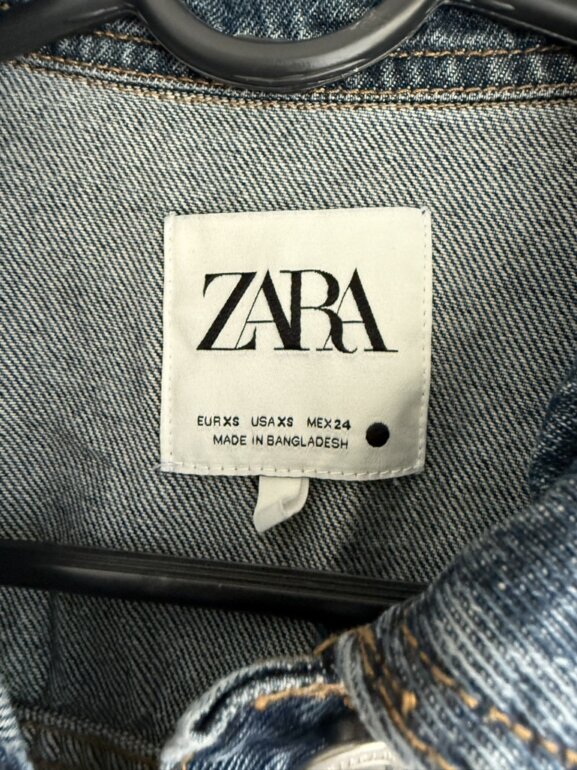 ZARA
EUR XS USA XS MEX 24
MADE IN BANGLADESH